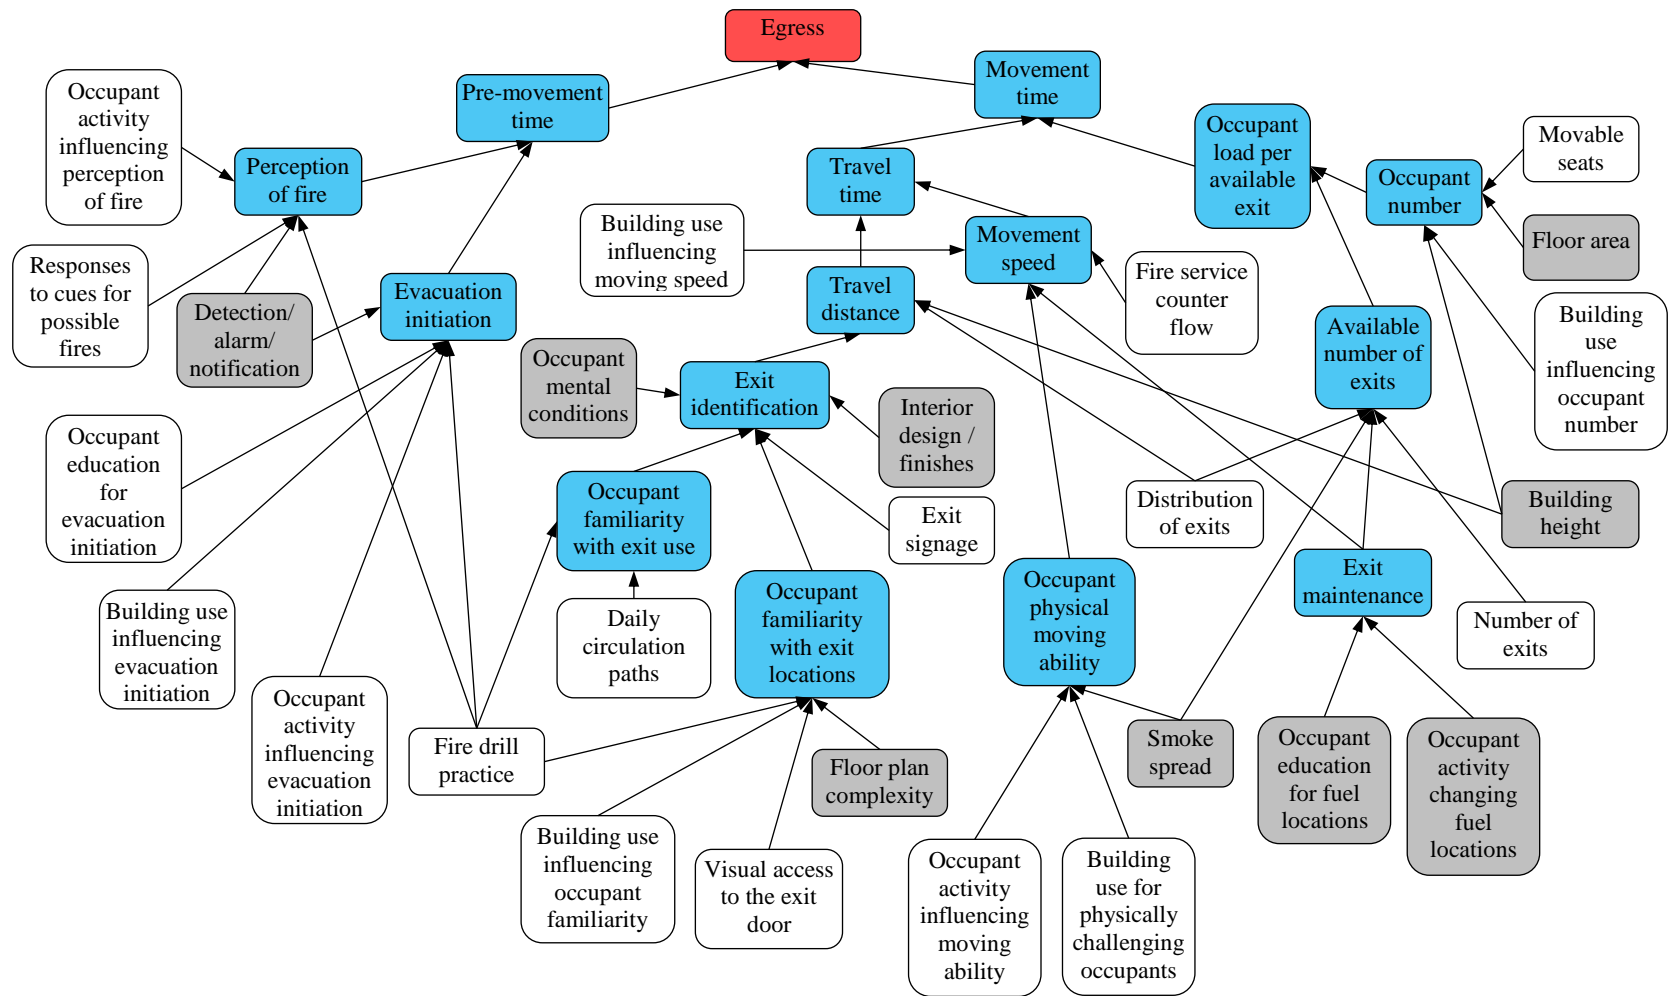 Egress
Movement
time
Pre-movement
time
Occupant
activity
influencing
perception
of fire
Perception
of fire
Travel
time
Occupant
load per
available
exit
Occupant
number
Movable
seats
Floor area
Building use
influencing
moving speed
Movement
speed
Responses
to cues for
possible
fires
Detection/
alarm/
notification
Evacuation
initiation
Travel
distance
Fire service
counter
flow
Available
number of
exits
Building
use
influencing
occupant
number
Occupant
mental
conditions
Exit
identification
Interior
design /
finishes
Occupant
education
for
evacuation
initiation
Occupant
familiarity
with exit use
Exit
signage
Distribution
of exits
Building
height
Building use
influencing
evacuation
initiation
Daily
circulation
paths
Occupant
familiarity
with exit
locations
Occupant
physical
moving
ability
Exit
maintenance
Number of
exits
Occupant
activity
influencing
evacuation
initiation
Fire drill
practice
Floor plan
complexity
Smoke
spread
Occupant
education
for fuel
locations
Occupant
activity
changing
fuel
locations
Building use
influencing
occupant
familiarity
Visual access
to the exit
door
Occupant
activity
influencing
moving
ability
Building
use for
physically
challenging
occupants